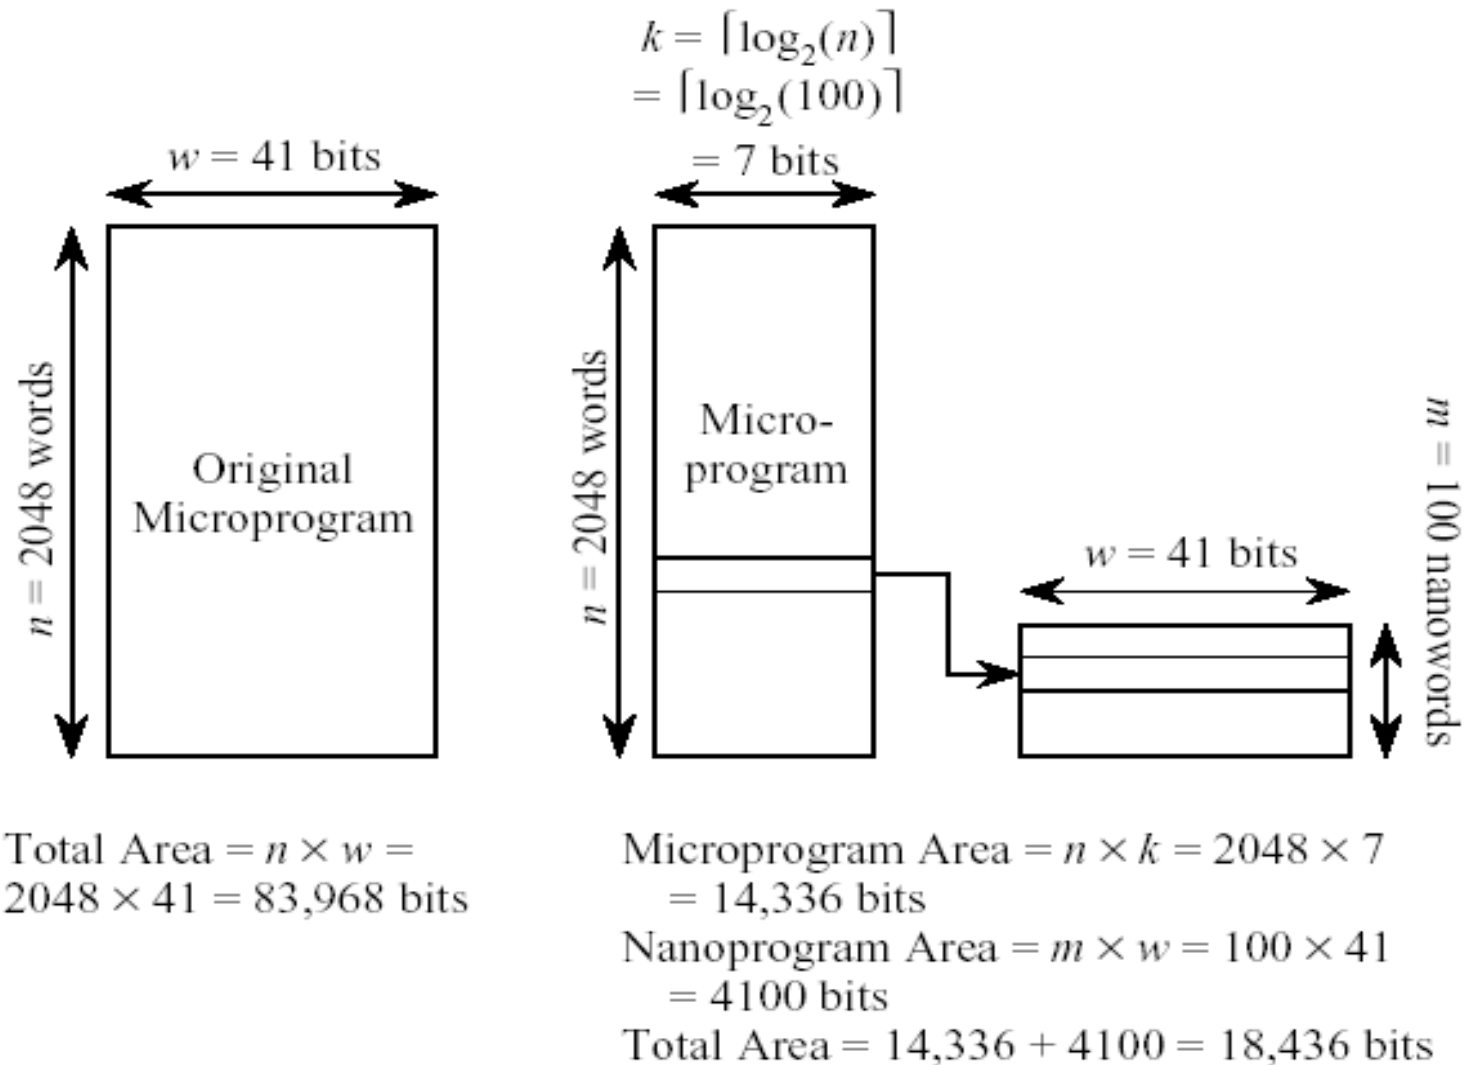 w = 41 bits
n = 2048 words
Original
Microprogram
Total Area = n × w =
2048 × 41 = 83,968 bits
k = ⌈log₂(n)⌉
= ⌈log₂(100)⌉
= 7 bits
n = 2048 words
Micro-
program
w = 41 bits
m = 100 nanowords
Microprogram Area = n × k = 2048 × 7
= 14,336 bits
Nanoprogram Area = m × w = 100 × 41
= 4100 bits
Total Area = 14,336 + 4100 = 18,436 bits